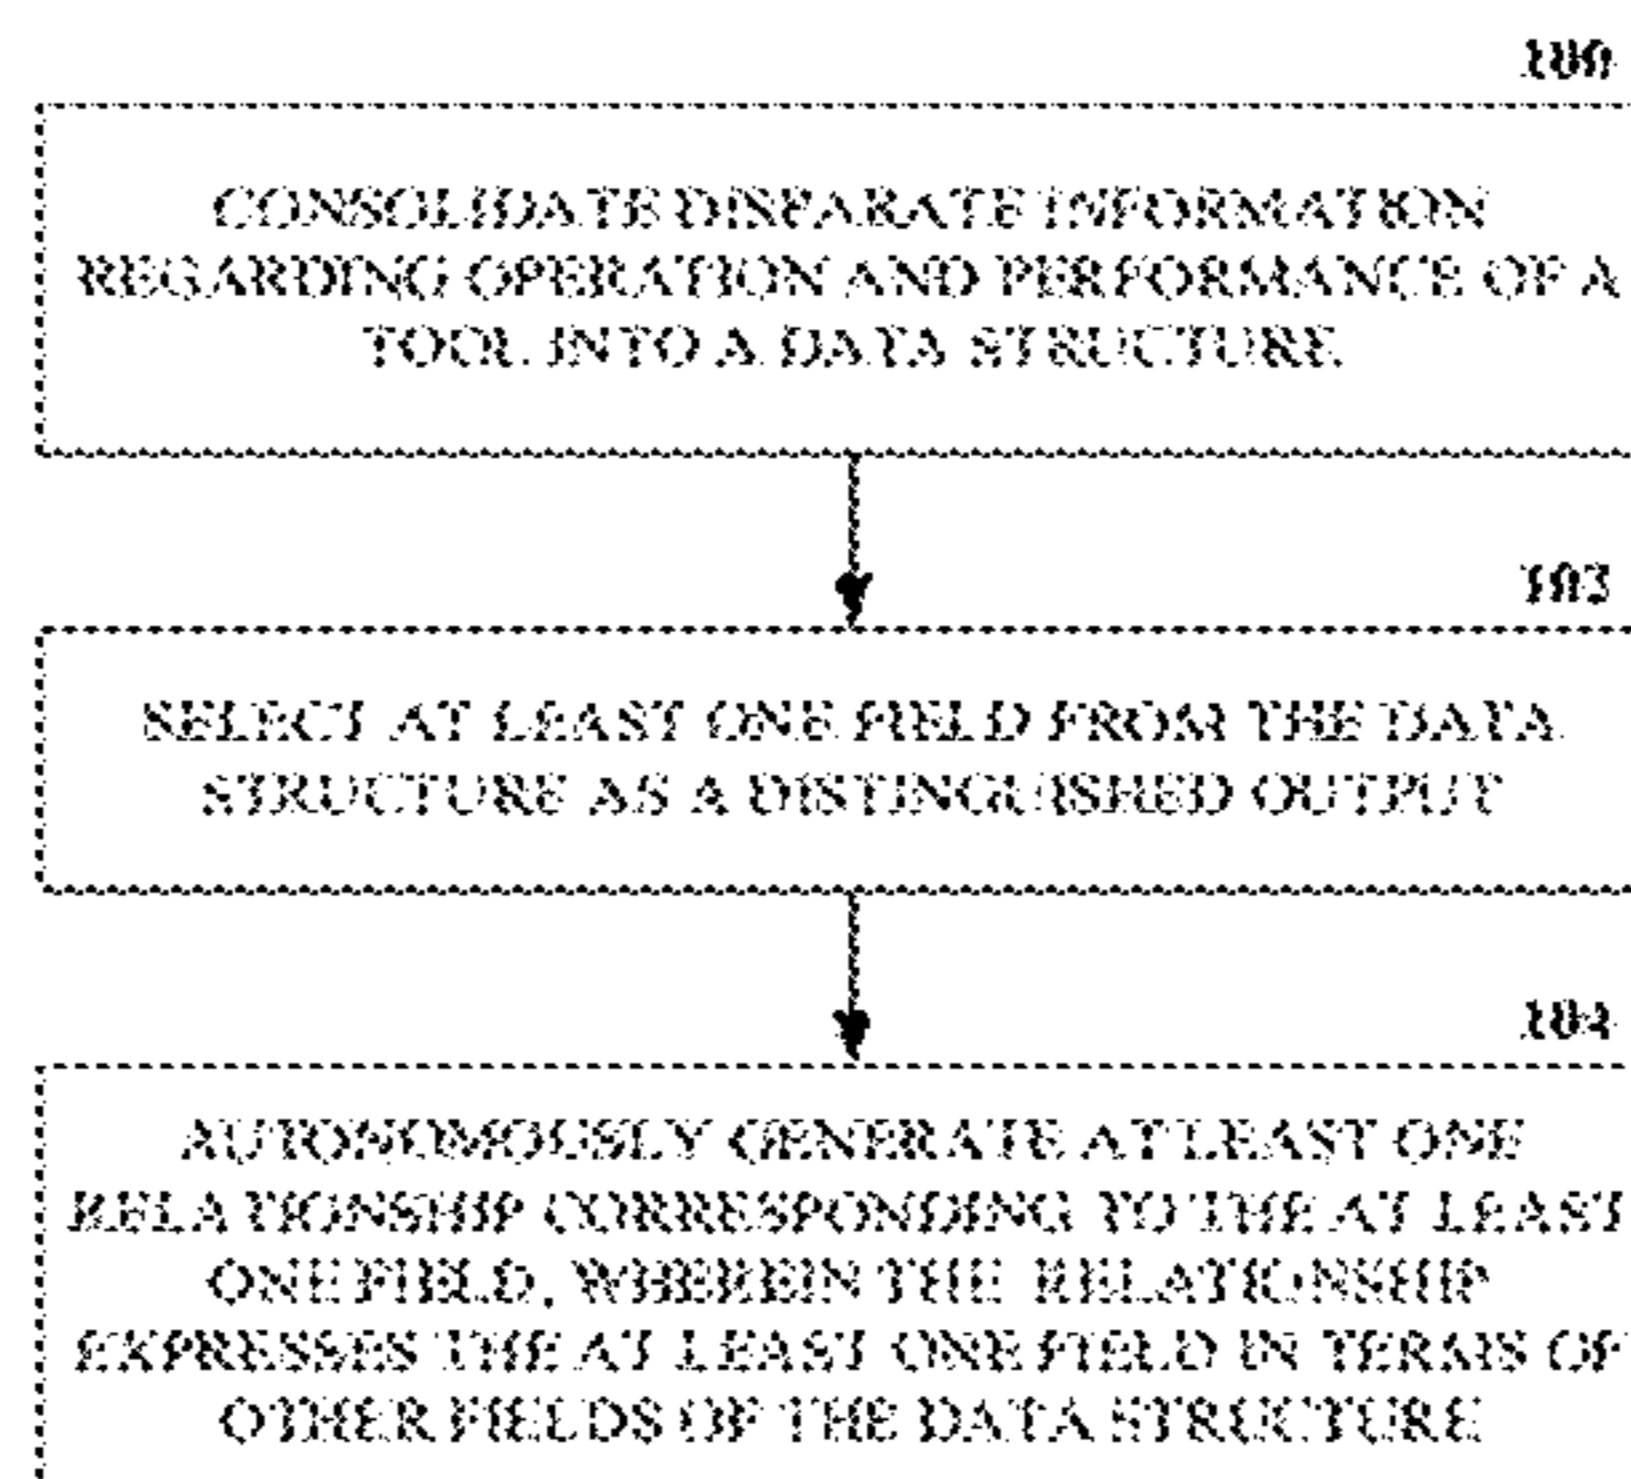 100
CONSOLIDATE DISPARATE INFORMATION
REGARDING OPERATION AND PERFORMANCE OF A
TOOL INTO A DATA STRUCTURE
SELECT AT LEAST ONE FIELD FROM THE DATA
STRUCTURE AS A DISTINGUISHED OUTPUT
104
AUTONOMOUSLY GENERATE AT LEAST ONE
RELATIONSHIP CORRESPONDING TO THE AT LEAST
ONE FIELD, WHEREIN THE RELATIONSHIP
EXPRESSES THE AT LEAST ONE FIELD IN TERMS OF
OTHER FIELDS OF THE DATA STRUCTURE